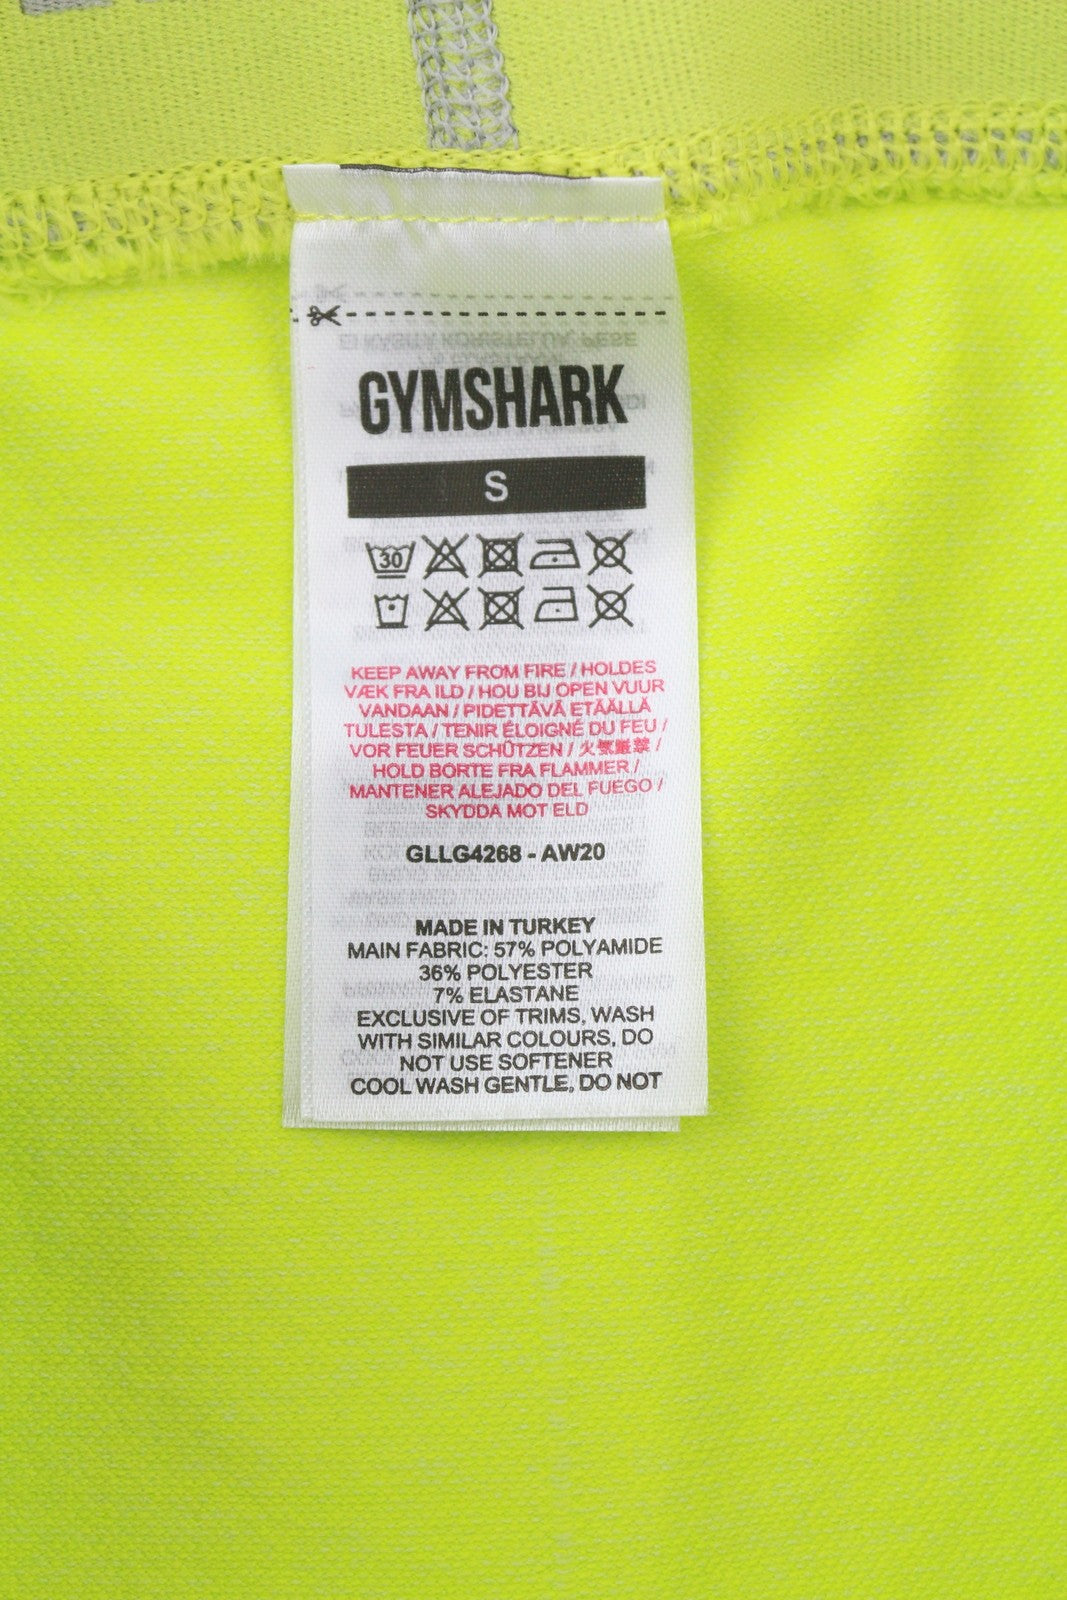 GYMSHARK
S
30
KEEP AWAY FROM FIRE / HOLDES
VÆK FRA ILD / HOU BIJ OPEN VUUR
VANDAAN / PIDETTÄVÄ ETÄÄLLÄ
TULESTA / TENIR ÉLOIGNÉ DU FEU /
VOR FEUER SCHÜTZEN / 火気厳禁 /
HOLD BORTE FRA FLAMMER /
MANTENER ALEJADO DEL FUEGO /
SKYDDA MOT ELD
GLLG4268 - AW20
MADE IN TURKEY
MAIN FABRIC: 57% POLYAMIDE
36% POLYESTER
7% ELASTANE
EXCLUSIVE OF TRIMS, WASH
WITH SIMILAR COLOURS, DO
NOT USE SOFTENER
COOL WASH GENTLE, DO NOT